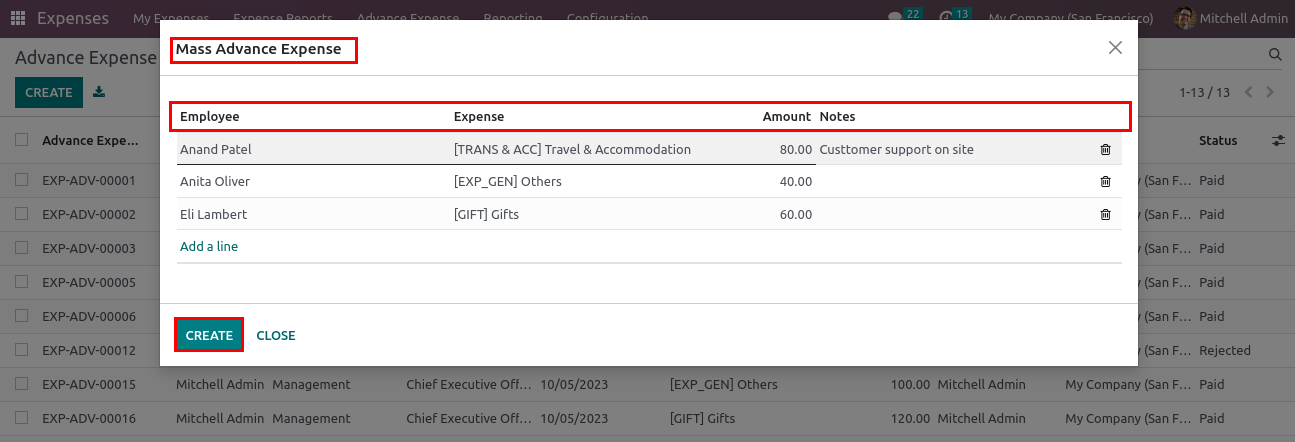 Expenses My Expenses Expense Reports Advance Expense Reporting Configuration 22 13 My Company (San Francisco) Mitchell Admin
Advance Expense
CREATE
1-13 / 13
Mass Advance Expense
Employee Expense Amount Notes
Anand Patel [TRANS & ACC] Travel & Accommodation 80.00 Custtomer support on site
Anita Oliver [EXP_GEN] Others 40.00
Eli Lambert [GIFT] Gifts 60.00
Add a line
CREATE CLOSE
Advance Expe... Status
EXP-ADV-00001 y (San F... Paid
EXP-ADV-00002 y (San F... Paid
EXP-ADV-00003 y (San F... Paid
EXP-ADV-00005 y (San F... Paid
EXP-ADV-00006 y (San F... Paid
EXP-ADV-00012 y (San F... Rejected
EXP-ADV-00015 Mitchell Admin Management Chief Executive Off... 10/05/2023 [EXP_GEN] Others 100.00 Mitchell Admin My Company (San F... Paid
EXP-ADV-00016 Mitchell Admin Management Chief Executive Off... 10/05/2023 [GIFT] Gifts 120.00 Mitchell Admin My Company (San F... Paid